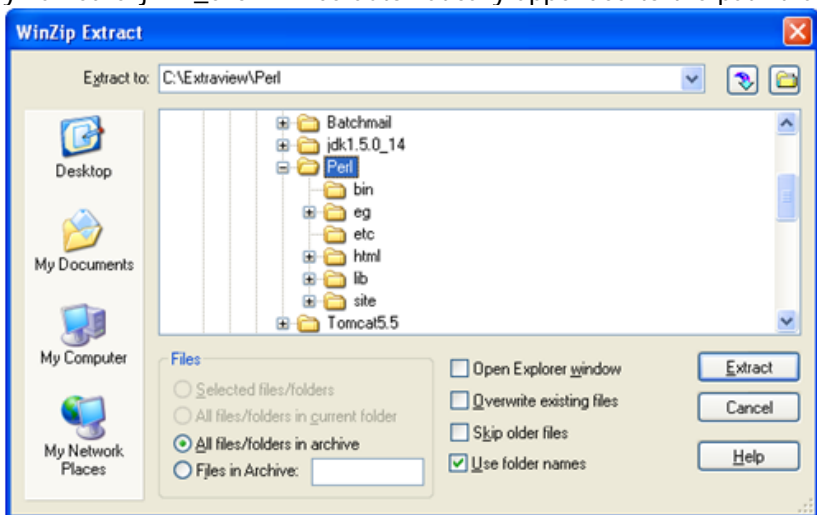 WinZip Extract
Extract to: C:\Extraview\Perl
Desktop
My Documents
My Computer
My Network
Places
Batchmail
jdk1.5.0_14
Perl
bin
eg
etc
html
lib
site
Tomcat5.5
Files
Selected files/folders
All files/folders in current folder
All files/folders in archive
Files in Archive:
Open Explorer window
Overwrite existing files
Skip older files
Use folder names
Extract
Cancel
Help